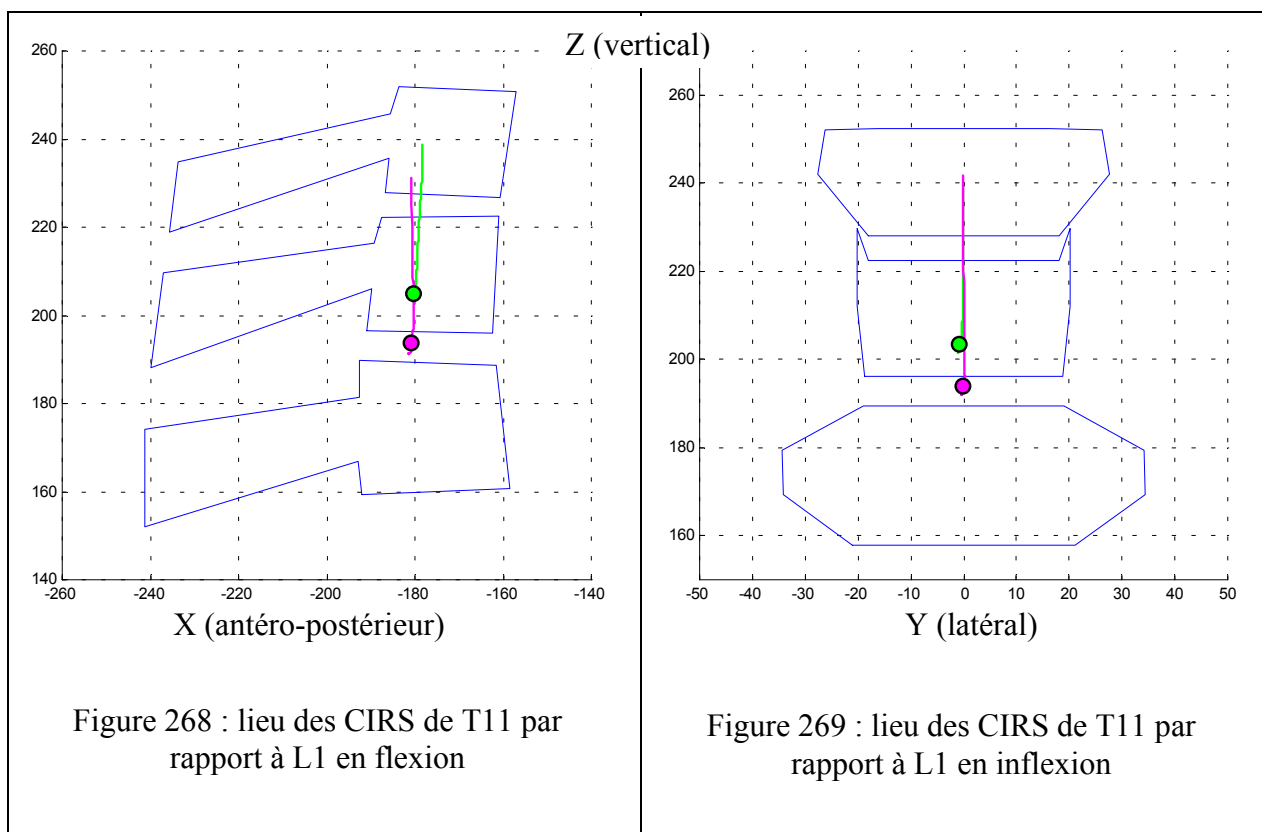 Z (vertical)
260
240
220
200
180
160
140
-260 -240 -220 -200 -180 -160 -140
X (antéro-postérieur)
Figure 268 : lieu des CIRS de T11 par
rapport à L1 en flexion
260
240
220
200
180
160
-50 -40 -30 -20 -10 0 10 20 30 40 50
Y (latéral)
Figure 269 : lieu des CIRS de T11 par
rapport à L1 en inflexion